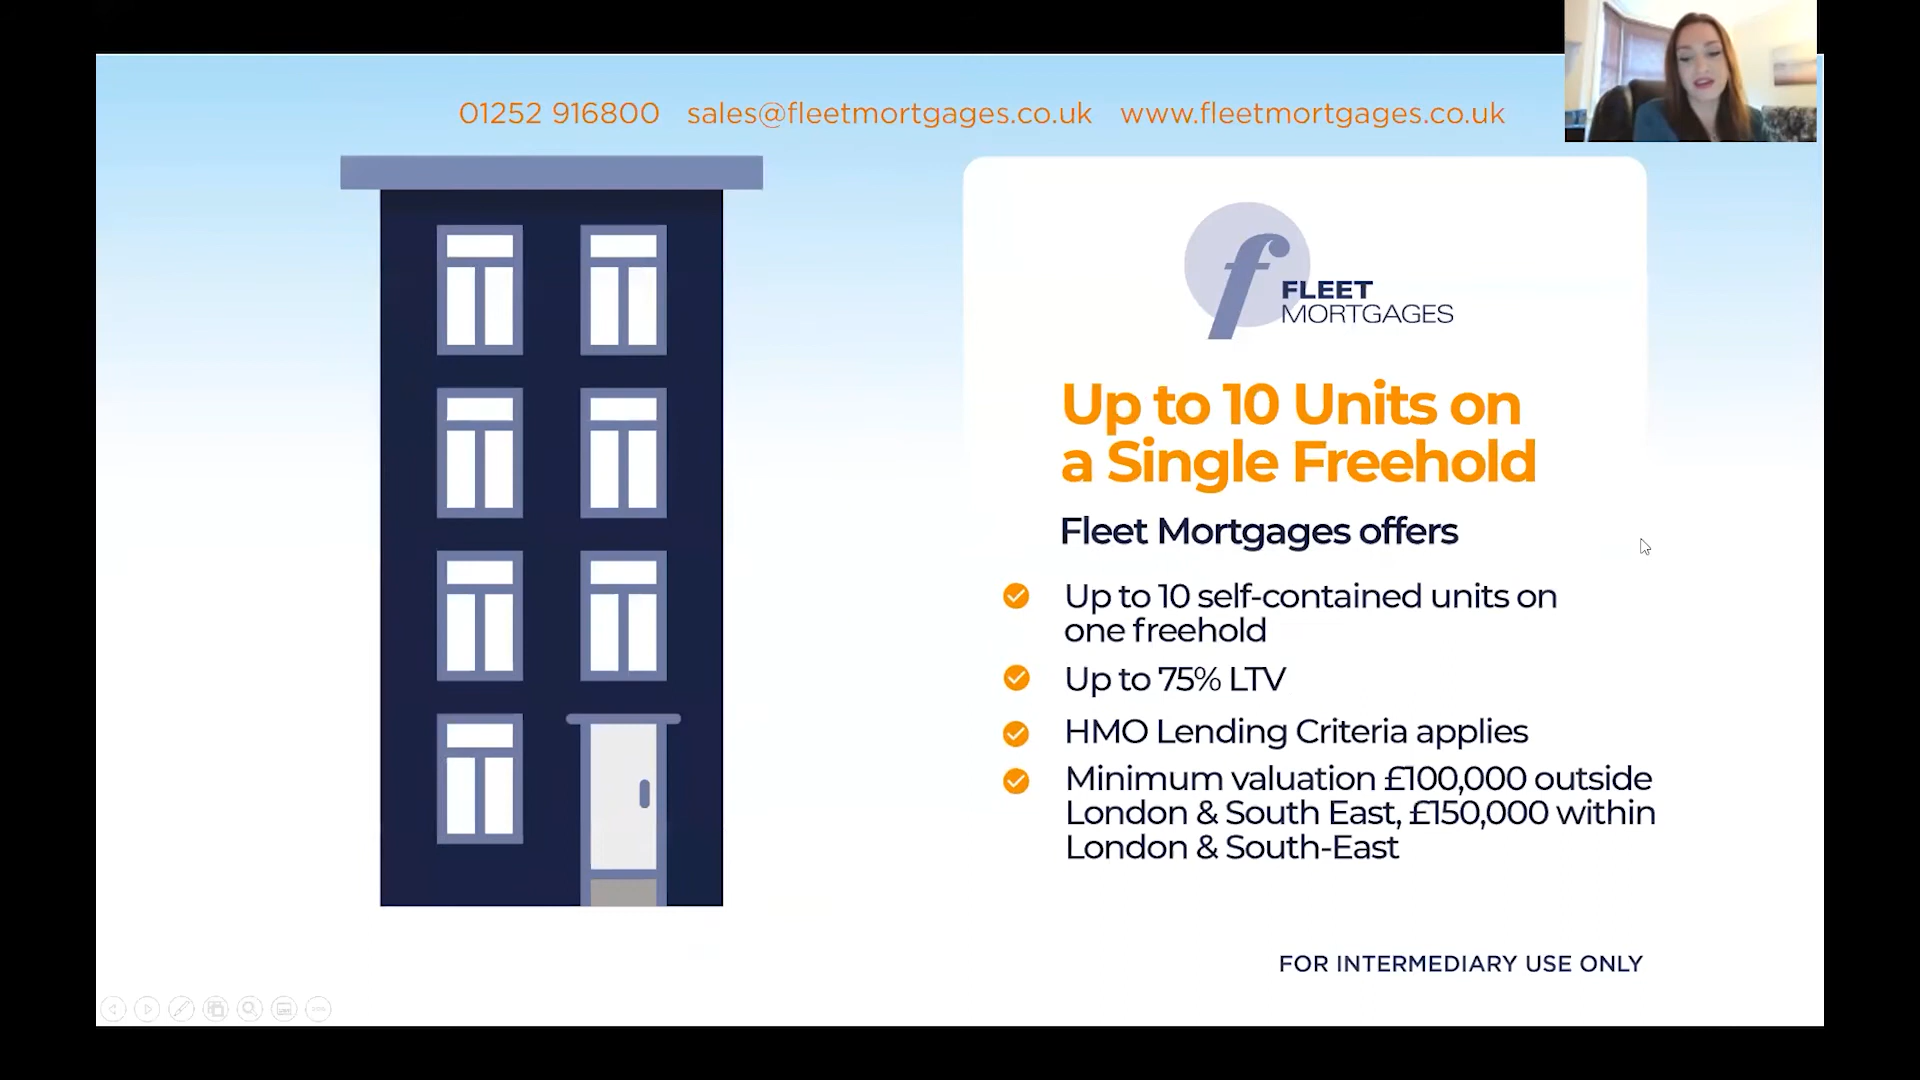 01252 916800 sales@fleetmortgages.co.uk www.fleetmortgages.co.uk
f
FLEET
MORTGAGES
Up to 10 Units on
a Single Freehold
Fleet Mortgages offers
Up to 10 self-contained units on
one freehold
Up to 75% LTV
HMO Lending Criteria applies
Minimum valuation £100,000 outside
London & South East, £150,000 within
London & South-East
FOR INTERMEDIARY USE ONLY